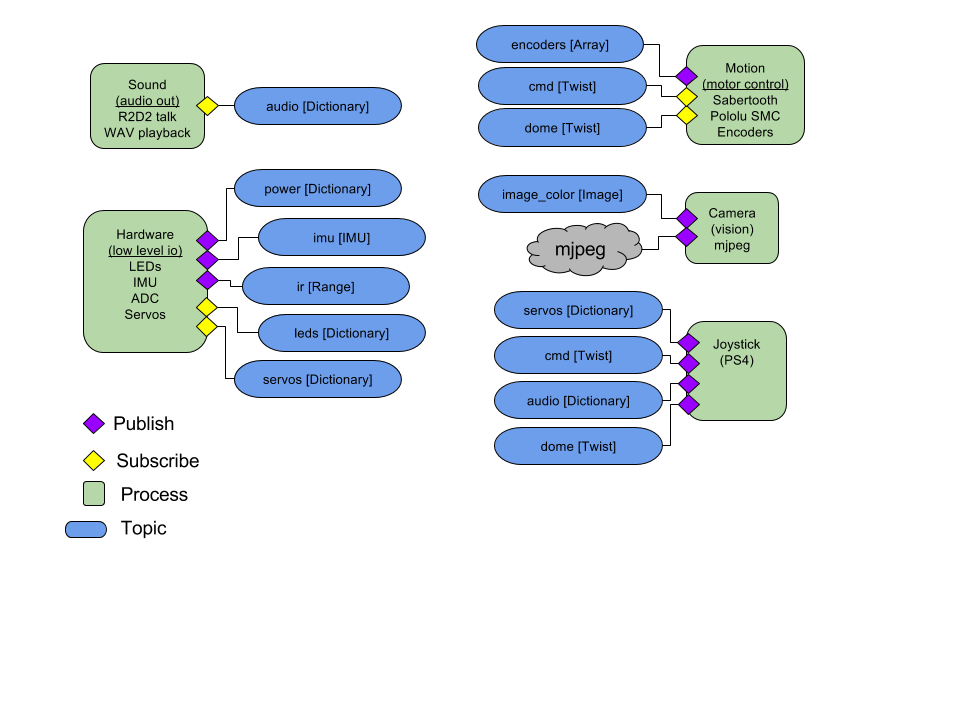 Sound
(audio out)
R2D2 talk
WAV playback
audio [Dictionary]
Hardware
(low level io)
LEDs
IMU
ADC
Servos
power [Dictionary]
imu [IMU]
ir [Range]
leds [Dictionary]
servos [Dictionary]
Publish
Subscribe
Process
Topic
encoders [Array]
cmd [Twist]
dome [Twist]
Motion
(motor control)
Sabertooth
Pololu SMC
Encoders
image_color [Image]
mjpeg
Camera
(vision)
mjpeg
servos [Dictionary]
cmd [Twist]
audio [Dictionary]
dome [Twist]
Joystick
(PS4)